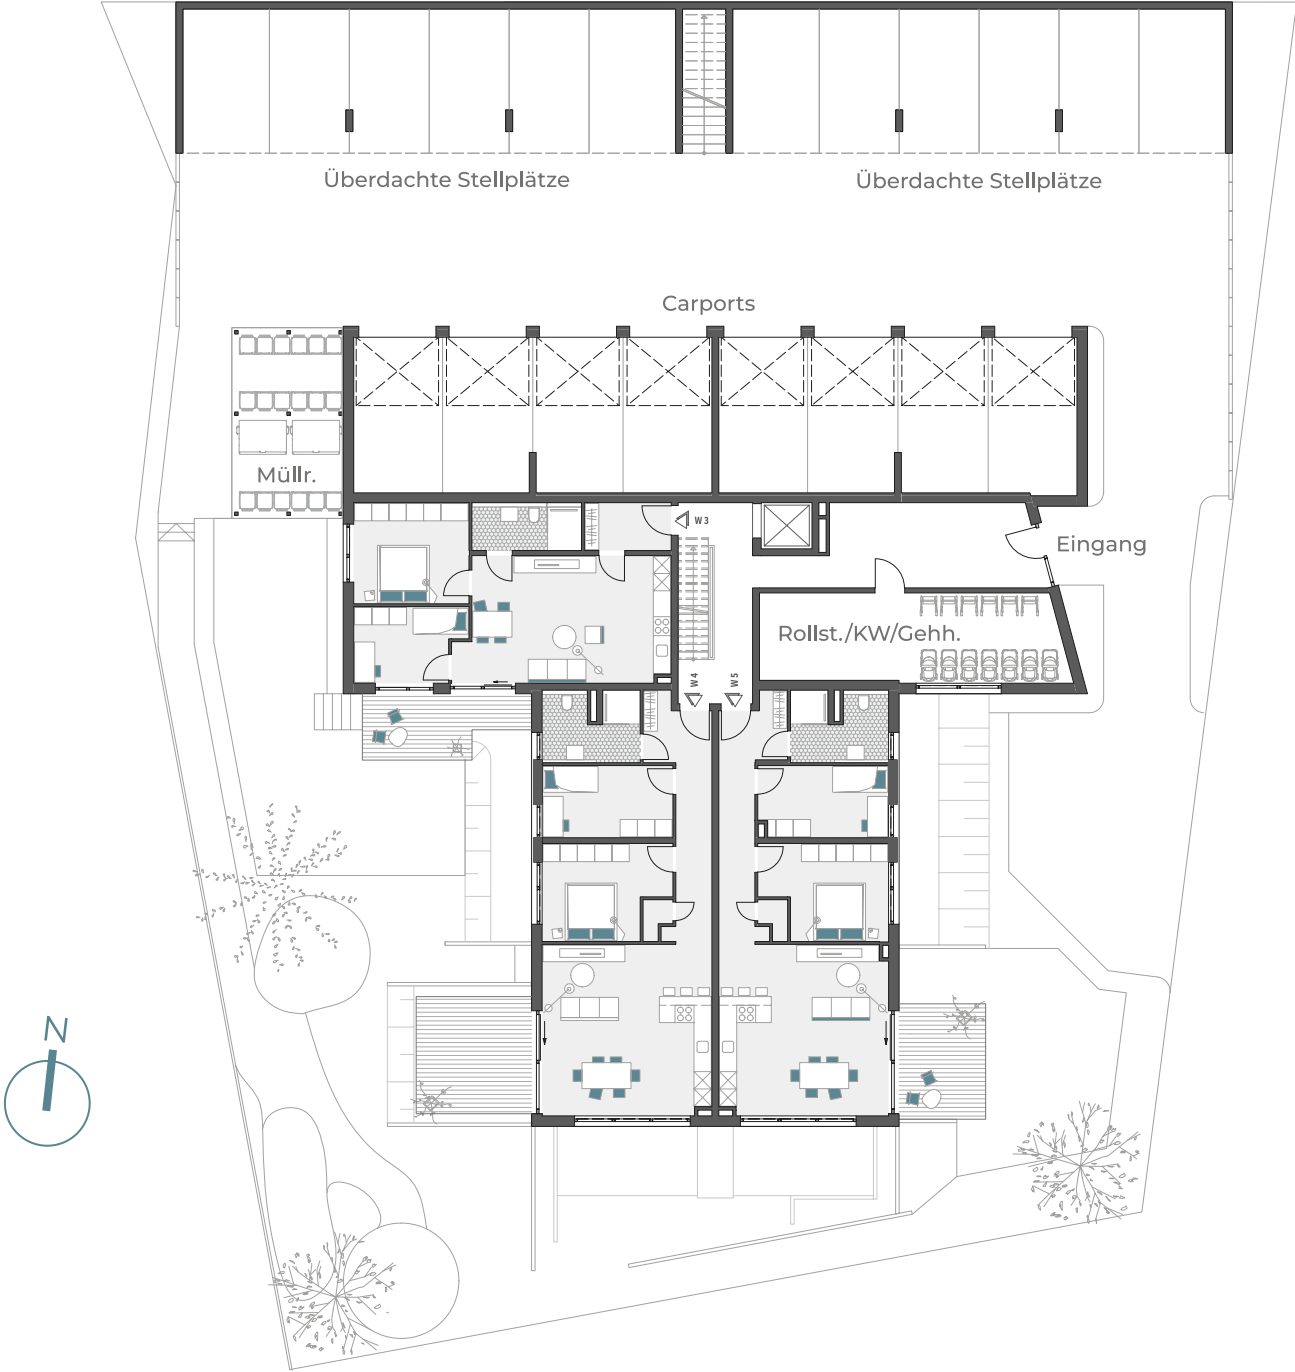 Überdachte Stellplätze
Überdachte Stellplätze
Carports
Müllr.
W3
Eingang
Rollst./KW/Gehh.
W4
W5
N